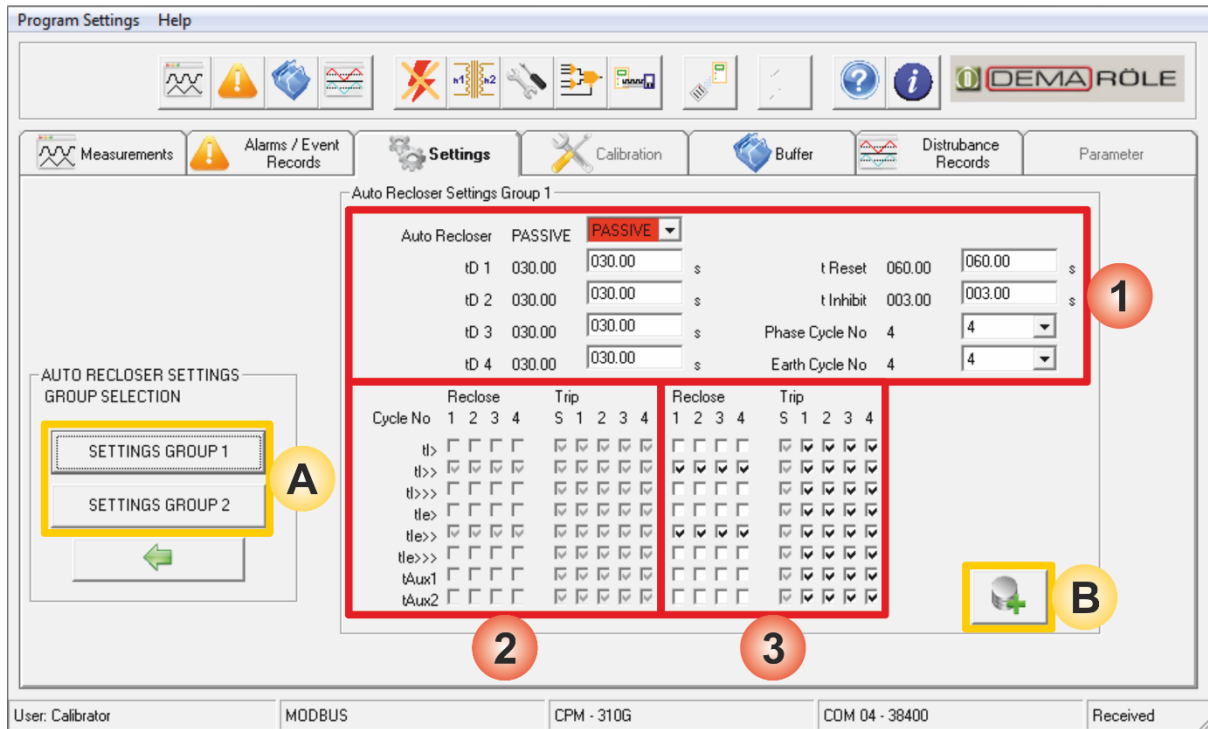 Program Settings Help
h1 h2
DEMA RÖLE
Measurements
Alarms / Event
Records
Settings
Calibration
Buffer
Distrubance
Records
Parameter
Auto Recloser Settings Group 1
Auto Recloser PASSIVE PASSIVE
tD 1 030.00 030.00 s t Reset 060.00 060.00 s
tD 2 030.00 030.00 s t Inhibit 003.00 003.00 s
tD 3 030.00 030.00 s Phase Cycle No 4 4
tD 4 030.00 030.00 s Earth Cycle No 4 4
1
AUTO RECLOSER SETTINGS
GROUP SELECTION
SETTINGS GROUP 1
SETTINGS GROUP 2
A
Reclose Trip Reclose Trip
Cycle No 1 2 3 4 S 1 2 3 4 1 2 3 4 S 1 2 3 4
tI>
tI>>
tI>>>
tIe>
tIe>>
tIe>>>
tAux1
tAux2
B
2
3
User: Calibrator MODBUS CPM - 310G COM 04 - 38400 Received